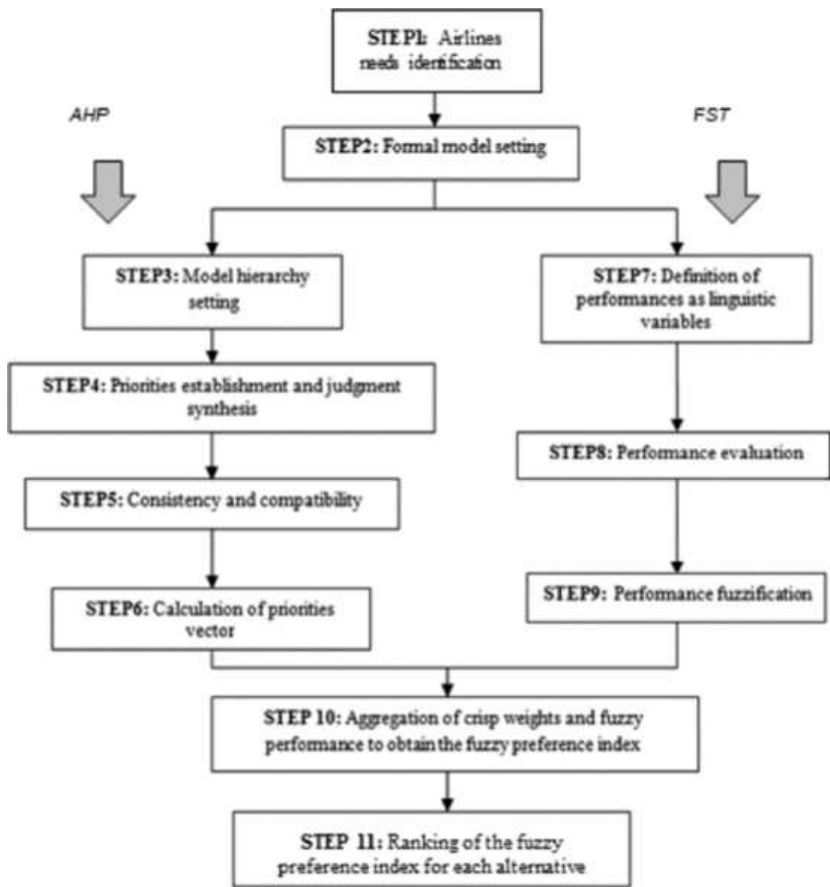 STEP1: Airlines
needs identification
AHP
FST
STEP2: Formal model setting
STEP3: Model hierarchy
setting
STEP7: Definition of
performances as linguistic
variables
STEP4: Priorities establishment and judgment
synthesis
STEP8: Performance evaluation
STEP5: Consistency and compatibility
STEP9: Performance fuzzification
STEP6: Calculation of priorities
vector
STEP 10: Aggregation of crisp weights and fuzzy
performance to obtain the fuzzy preference index
STEP 11: Ranking of the fuzzy
preference index for each alternative